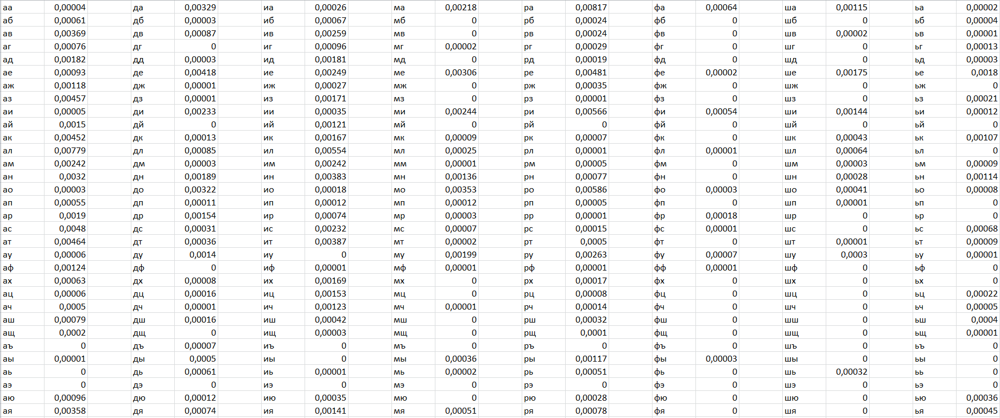 аа 0,00004 да 0,00329 иа 0,00026 ма 0,00218 ра 0,00817 фа 0,00064 ша 0,00115 ьа 0,00002
аб 0,00061 дб 0,00003 иб 0,00067 мб 0 рб 0,00024 фб 0 шб 0 ьб 0,00004
ав 0,00369 дв 0,00087 ив 0,00259 мв 0 рв 0,00024 фв 0 шв 0,00002 ьв 0,00001
аг 0,00076 дг 0 иг 0,00096 мг 0,00002 рг 0,00029 фг 0 шг 0 ьг 0,00013
ад 0,00182 дд 0,00003 ид 0,00181 мд 0 рд 0,00019 фд 0 шд 0 ьд 0,00003
ае 0,00093 де 0,00418 ие 0,00249 ме 0,00306 ре 0,00481 фе 0,00002 ше 0,00175 ье 0,0018
аж 0,00118 дж 0,00001 иж 0,00027 мж 0 рж 0,00035 фж 0 шж 0 ьж 0
аз 0,00457 дз 0,00001 из 0,00171 мз 0 рз 0,00001 фз 0 шз 0 ьз 0,00021
аи 0,00005 ди 0,00233 ии 0,00035 ми 0,00244 ри 0,00566 фи 0,00054 ши 0,00144 ьи 0,00012
ай 0,0015 дй 0 ий 0,00121 мй 0 рй 0 фй 0 шй 0 ьй 0
ак 0,00452 дк 0,00013 ик 0,00167 мк 0,00009 рк 0,00007 фк 0 шк 0,00043 ьк 0,00107
ал 0,00779 дл 0,00085 ил 0,00554 мл 0,00025 рл 0,00001 фл 0,00001 шл 0,00064 ьл 0
ам 0,00242 дм 0,00003 им 0,00242 мм 0,00001 рм 0,00005 фм 0 шм 0,00003 ьм 0,00009
ан 0,0032 дн 0,00189 ин 0,00383 мн 0,00136 рн 0,00077 фн 0 шн 0,00028 ьн 0,00114
ао 0,00003 до 0,00322 ио 0,00018 мо 0,00353 ро 0,00586 фо 0,00003 шо 0,00041 ьо 0,00008
ап 0,00055 дп 0,00011 ип 0,00012 мп 0,00012 рп 0,00005 фп 0 шп 0,00001 ьп 0
ар 0,0019 др 0,00154 ир 0,00074 мр 0,00003 рр 0,00001 фр 0,00018 шр 0 ьр 0
ас 0,0048 дс 0,00031 ис 0,00232 мс 0,00007 рс 0,00015 фс 0,00001 шс 0 ьс 0,00068
ат 0,00464 дт 0,00036 ит 0,00387 мт 0,00002 рт 0,0005 фт 0 шт 0,00001 ьт 0,00009
ау 0,00006 ду 0,0014 иу 0 му 0,00199 ру 0,00263 фу 0,00007 шу 0,0003 ьу 0,00001
аф 0,00124 дф 0 иф 0,00001 мф 0,00001 рф 0,00001 фф 0,00001 шф 0 ьф 0
ах 0,00063 дх 0,00008 их 0,00169 мх 0 рх 0,00017 фх 0 шх 0 ьх 0
ац 0,00006 дц 0,00016 иц 0,00153 мц 0 рц 0,00008 фц 0 шц 0 ьц 0,00022
ач 0,0005 дч 0,00001 ич 0,00123 мч 0,00001 рч 0,00014 фч 0 шч 0 ьч 0,00005
аш 0,00079 дш 0,00016 иш 0,00042 мш 0 рш 0,00032 фш 0 шш 0 ьш 0,0004
ащ 0,0002 дщ 0 ищ 0,00003 мщ 0 рщ 0,0001 фщ 0 шщ 0 ьщ 0,00001
аъ 0 дъ 0,00007 иъ 0 мъ 0 ръ 0 фъ 0 шъ 0 ьъ 0
аы 0,00001 ды 0,0005 иы 0 мы 0,00036 ры 0,00117 фы 0,00003 шы 0 ьы 0
аь 0 дь 0,00061 иь 0,00001 мь 0,00002 рь 0,00051 фь 0 шь 0,00032 ьь 0
аэ 0 дэ 0 иэ 0 мэ 0 рэ 0 фэ 0 шэ 0 ьэ 0
аю 0,00096 дю 0,00012 ию 0,00035 мю 0 рю 0,00028 фю 0 шю 0 ью 0,00036
ая 0,00358 дя 0,00074 ия 0,00141 мя 0,00051 ря 0,00078 фя 0 шя 0 ья 0,00045